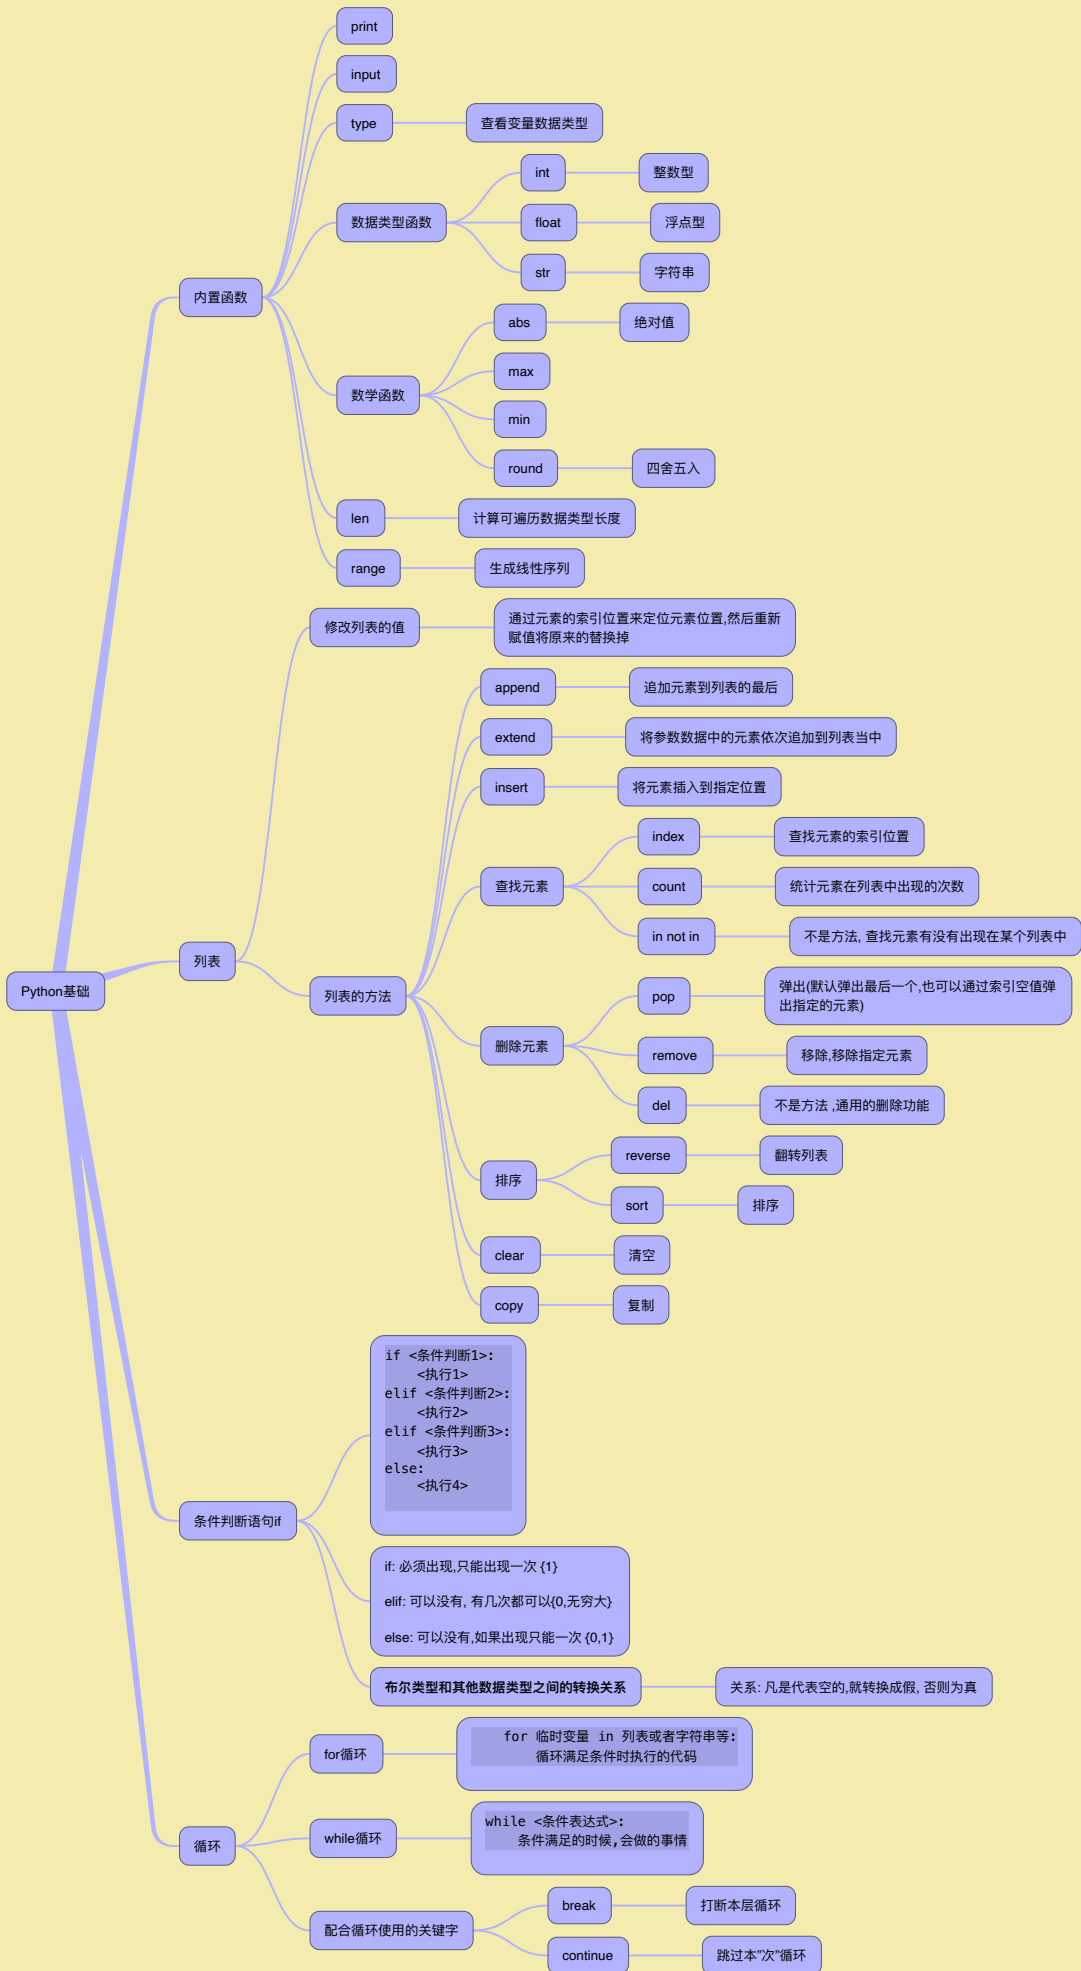 print
input
type
查看变量数据类型
数据类型函数
int
整数型
float
浮点型
str
字符串
内置函数
数学函数
abs
绝对值
max
min
round
四舍五入
len
计算可遍历数据类型长度
range
生成线性序列
Python基础
列表
修改列表的值
通过元素的索引位置来定位元素位置,然后重新
赋值将原来的替换掉
列表的方法
append
追加元素到列表的最后
extend
将参数数据中的元素依次追加到列表当中
insert
将元素插入到指定位置
查找元素
index
查找元素的索引位置
count
统计元素在列表中出现的次数
in not in
不是方法, 查找元素有没有出现在某个列表中
删除元素
pop
弹出(默认弹出最后一个,也可以通过索引空值弹
出指定的元素)
remove
移除,移除指定元素
del
不是方法 ,通用的删除功能
排序
reverse
翻转列表
sort
排序
clear
清空
copy
复制
条件判断语句if
if <条件判断1>:
    <执行1>
elif <条件判断2>:
    <执行2>
elif <条件判断3>:
    <执行3>
else:
    <执行4>
if: 必须出现,只能出现一次 {1}
elif: 可以没有, 有几次都可以{0,无穷大}
else: 可以没有,如果出现只能一次 {0,1}
布尔类型和其他数据类型之间的转换关系
关系: 凡是代表空的,就转换成假, 否则为真
循环
for循环
for 临时变量 in 列表或者字符串等:
    循环满足条件时执行的代码
while循环
while <条件表达式>:
    条件满足的时候,会做的事情
配合循环使用的关键字
break
打断本层循环
continue
跳过本”次”循环